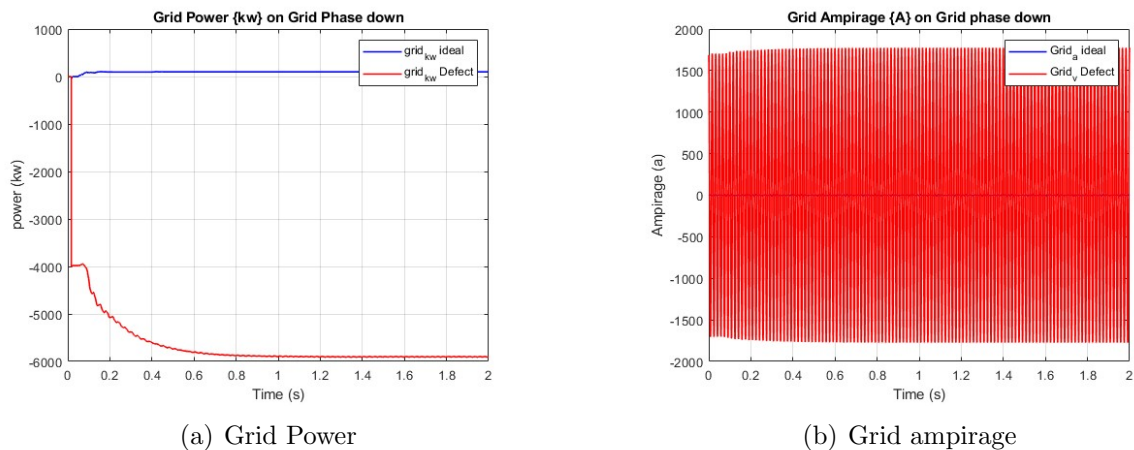 Grid Power {kw} on Grid Phase down
1000
0
-1000
-2000
-3000
-4000
-5000
-6000
power (kw)
grid_kw ideal
grid_kw Defect
0 0.2 0.4 0.6 0.8 1 1.2 1.4 1.6 1.8 2
Time (s)
(a) Grid Power
Grid Ampirage {A} on Grid phase down
2000
1500
1000
500
0
-500
-1000
-1500
-2000
Ampirage (a)
Grid_a ideal
Grid_v Defect
0 0.2 0.4 0.6 0.8 1 1.2 1.4 1.6 1.8 2
Time (s)
(b) Grid ampirage